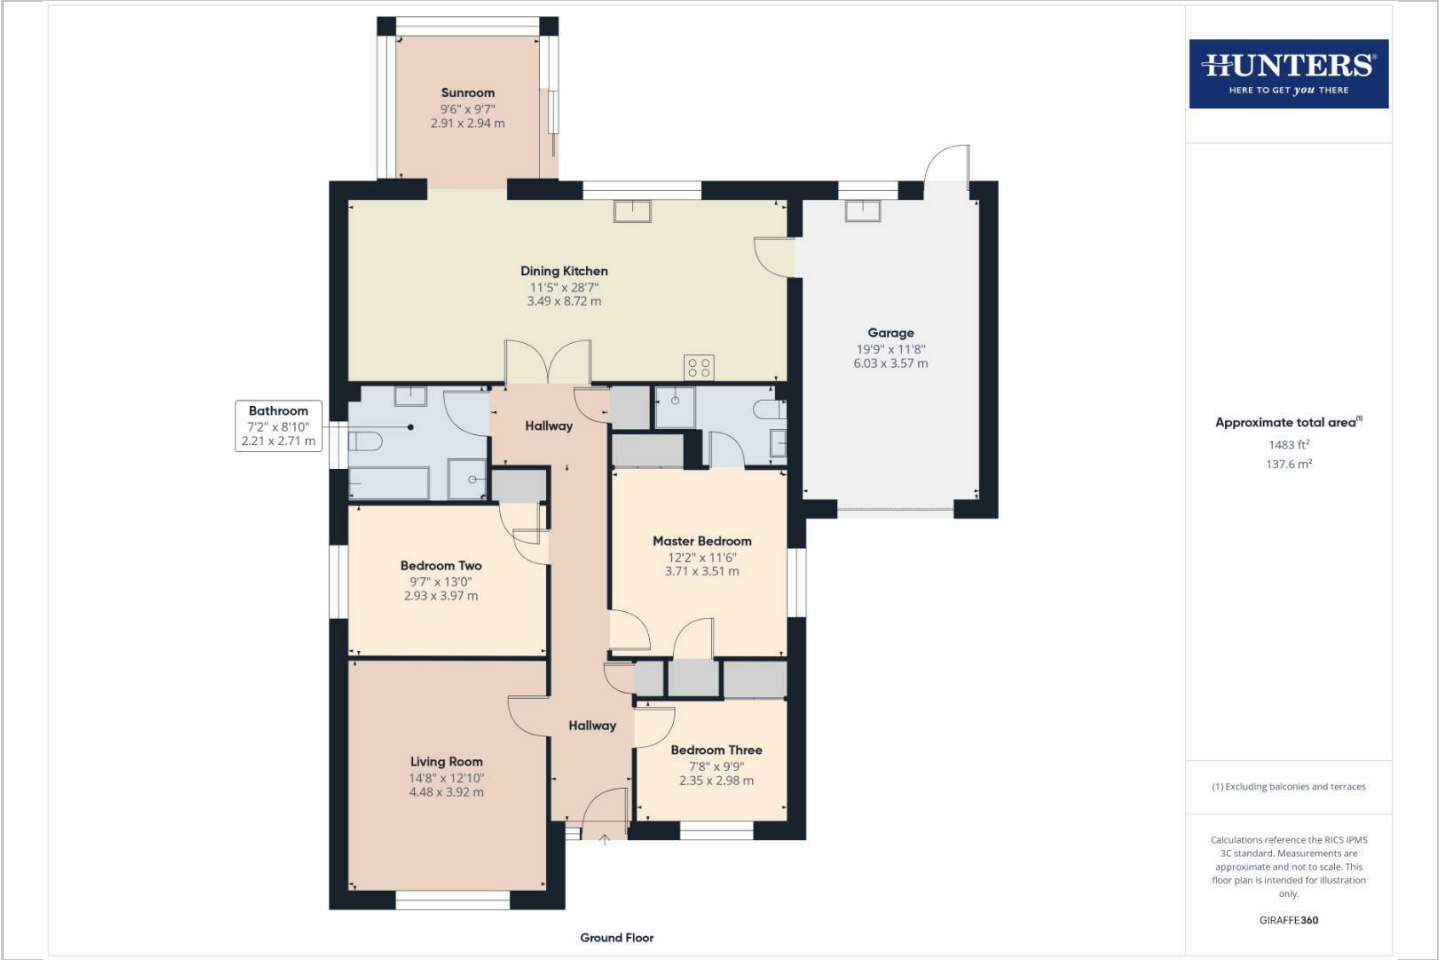 Sunroom
9'6" x 9'7"
2.91 x 2.94 m
Dining Kitchen
11'5" x 28'7"
3.49 x 8.72 m
Garage
19'9" x 11'8"
6.03 x 3.57 m
Bathroom
7'2" x 8'10"
2.21 x 2.71 m
Hallway
Master Bedroom
12'2" x 11'6"
3.71 x 3.51 m
Bedroom Two
9'7" x 13'0"
2.93 x 3.97 m
Hallway
Living Room
14'8" x 12'10"
4.48 x 3.92 m
Bedroom Three
7'8" x 9'9"
2.35 x 2.98 m
Ground Floor
HUNTERS®
HERE TO GET you THERE
Approximate total area⁽¹⁾
1483 ft²
137.6 m²
(1) Excluding balconies and terraces
Calculations reference the RICS IPMS
3C standard. Measurements are
approximate and not to scale. This
floor plan is intended for illustration
only.
GIRAFFE360